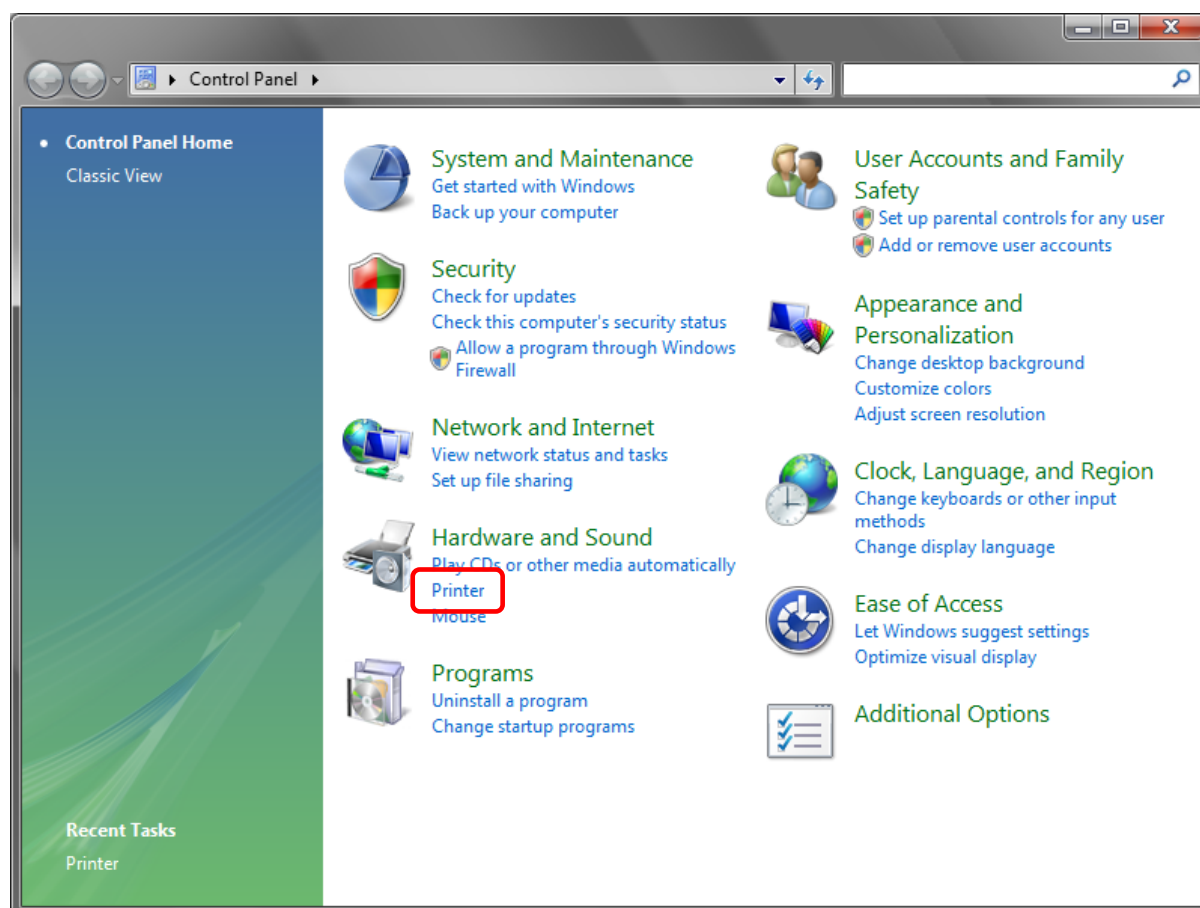 Control Panel
Control Panel Home
Classic View
System and Maintenance
Get started with Windows
Back up your computer
Security
Check for updates
Check this computer's security status
Allow a program through Windows
Firewall
Network and Internet
View network status and tasks
Set up file sharing
Hardware and Sound
Play CDs or other media automatically
Printer
Mouse
Programs
Uninstall a program
Change startup programs
User Accounts and Family
Safety
Set up parental controls for any user
Add or remove user accounts
Appearance and
Personalization
Change desktop background
Customize colors
Adjust screen resolution
Clock, Language, and Region
Change keyboards or other input
methods
Change display language
Ease of Access
Let Windows suggest settings
Optimize visual display
Additional Options
Recent Tasks
Printer